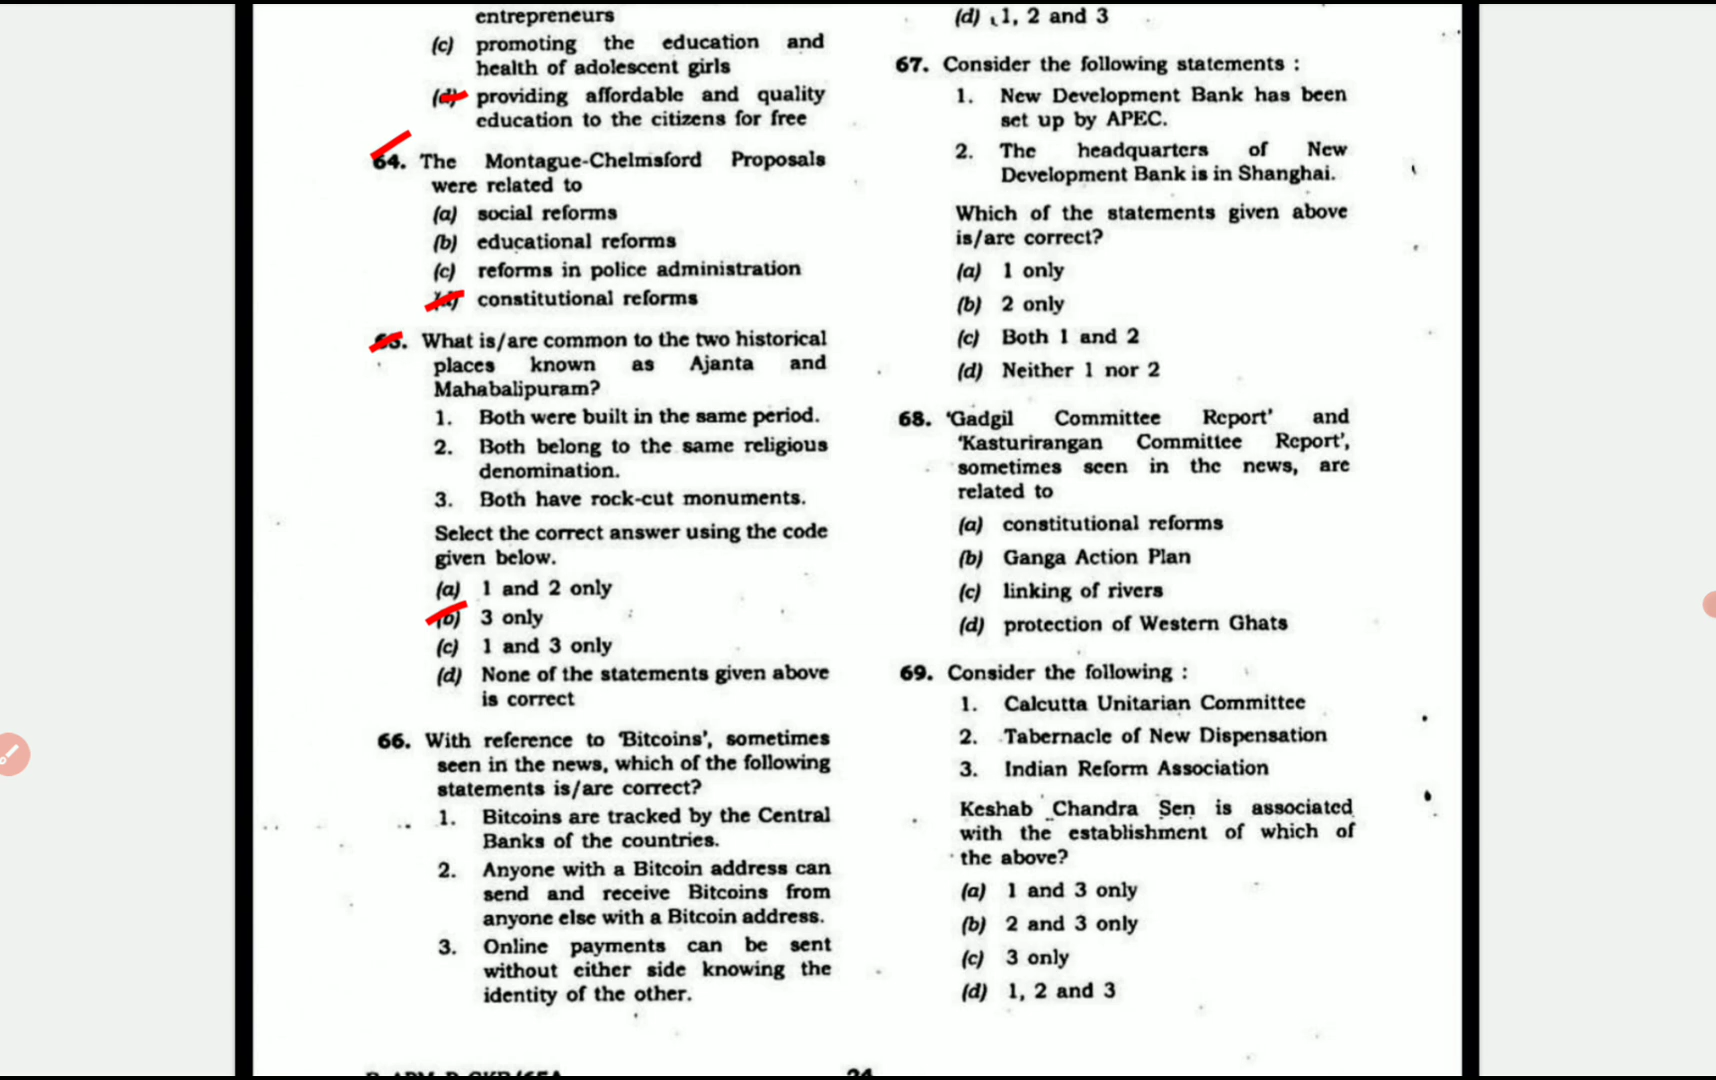 entrepreneurs
(c) promoting the education and
health of adolescent girls
(d) providing affordable and quality
education to the citizens for free
64. The Montague-Chelmsford Proposals
were related to
(a) social reforms
(b) educational reforms
(c) reforms in police administration
(d) constitutional reforms
65. What is/are common to the two historical
places known as Ajanta and
Mahabalipuram?
1. Both were built in the same period.
2. Both belong to the same religious
denomination.
3. Both have rock-cut monuments.
Select the correct answer using the code
given below.
(a) 1 and 2 only
(b) 3 only
(c) 1 and 3 only
(d) None of the statements given above
is correct
66. With reference to 'Bitcoins', sometimes
seen in the news, which of the following
statements is/are correct?
1. Bitcoins are tracked by the Central
Banks of the countries.
2. Anyone with a Bitcoin address can
send and receive Bitcoins from
anyone else with a Bitcoin address.
3. Online payments can be sent
without either side knowing the
identity of the other.
(d) 1, 2 and 3
67. Consider the following statements :
1. New Development Bank has been
set up by APEC.
2. The headquarters of New
Development Bank is in Shanghai.
Which of the statements given above
is/are correct?
(a) 1 only
(b) 2 only
(c) Both 1 and 2
(d) Neither 1 nor 2
68. 'Gadgil Committee Report' and
'Kasturirangan Committee Report',
sometimes seen in the news, are
related to
(a) constitutional reforms
(b) Ganga Action Plan
(c) linking of rivers
(d) protection of Western Ghats
69. Consider the following :
1. Calcutta Unitarian Committee
2. Tabernacle of New Dispensation
3. Indian Reform Association
Keshab Chandra Sen is associated
with the establishment of which of
the above?
(a) 1 and 3 only
(b) 2 and 3 only
(c) 3 only
(d) 1, 2 and 3